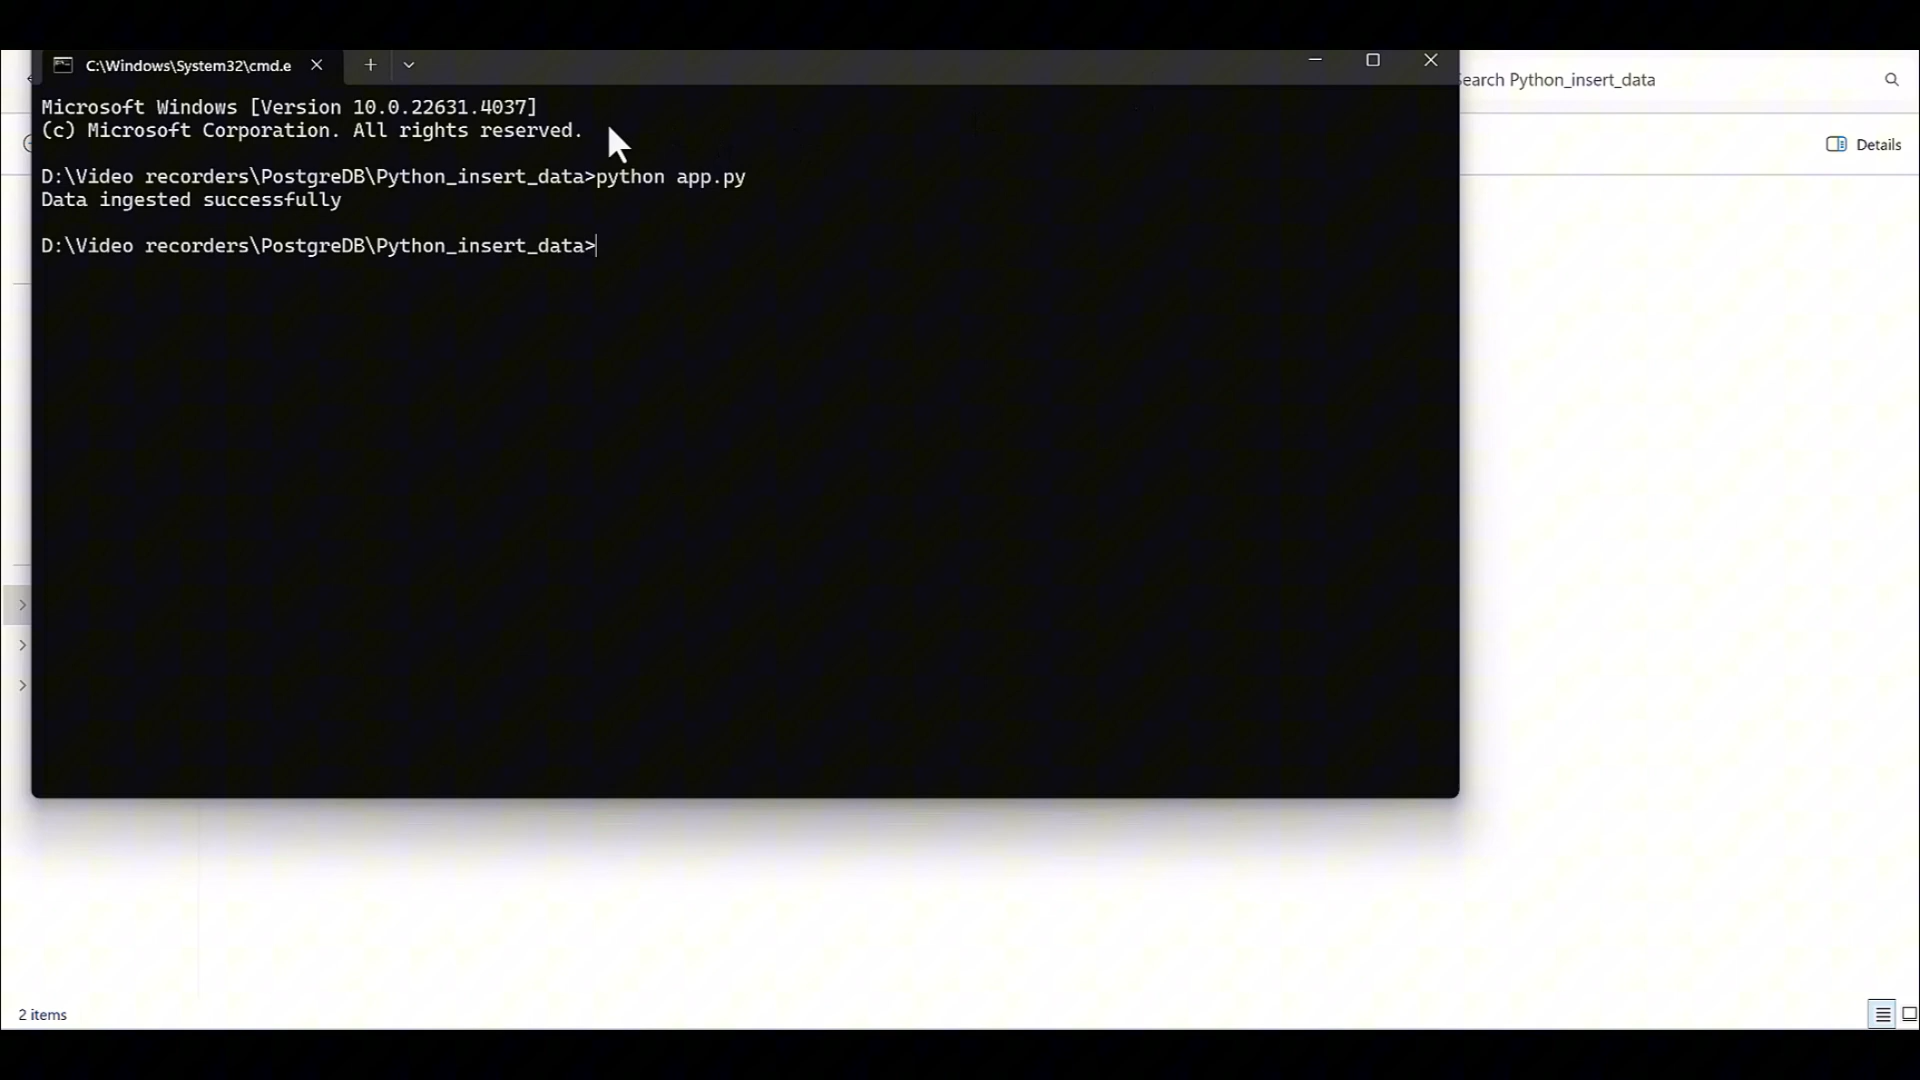 C:\Windows\System32\cmd.e
Search Python_insert_data
Microsoft Windows [Version 10.0.22631.4037]
(c) Microsoft Corporation. All rights reserved.
Details
D:\Video recorders\PostgreDB\Python_insert_data>python app.py
Data ingested successfully
D:\Video recorders\PostgreDB\Python_insert_data>
2 items